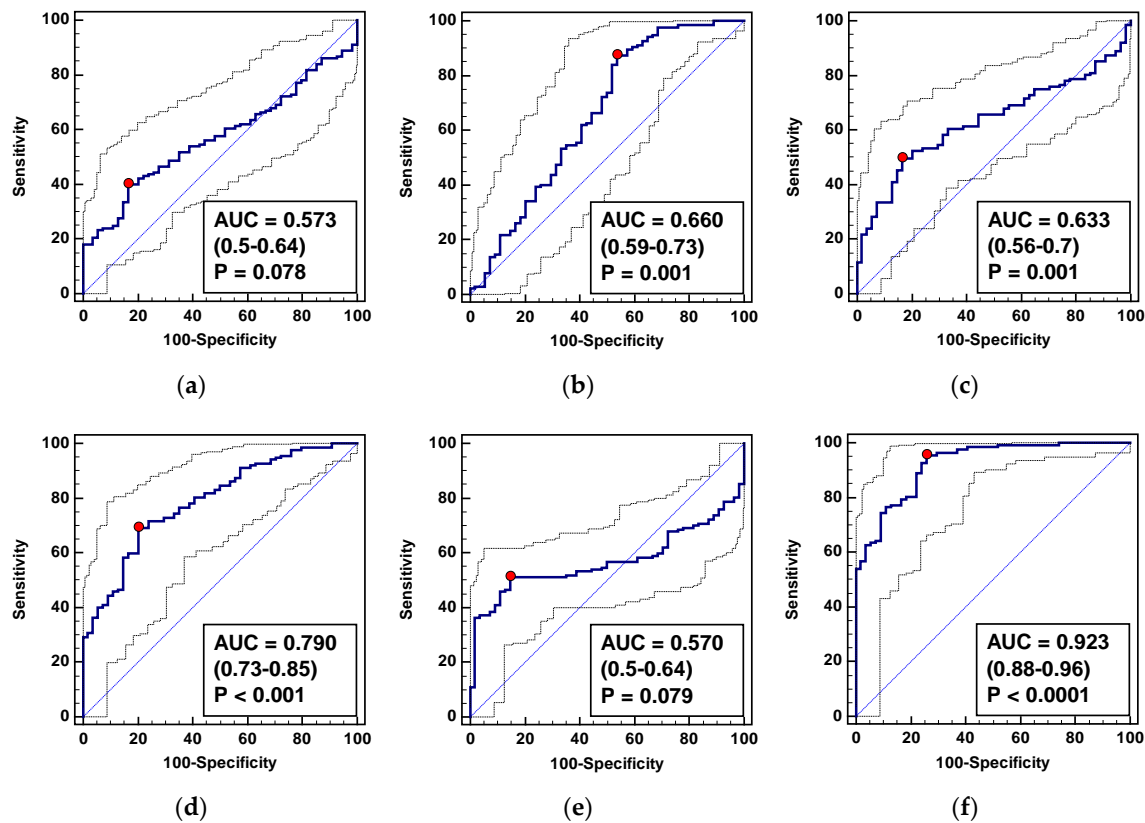 100
80
60
40
20
0
Sensitivity
AUC = 0.573
(0.5-0.64)
P = 0.078
0 20 40 60 80 100
100-Specificity
(a)
100
80
60
40
20
0
Sensitivity
AUC = 0.660
(0.59-0.73)
P = 0.001
0 20 40 60 80 100
100-Specificity
(b)
100
80
60
40
20
0
Sensitivity
AUC = 0.633
(0.56-0.7)
P = 0.001
0 20 40 60 80 100
100-Specificity
(c)
100
80
60
40
20
0
Sensitivity
AUC = 0.790
(0.73-0.85)
P < 0.001
0 20 40 60 80 100
100-Specificity
(d)
100
80
60
40
20
0
Sensitivity
AUC = 0.570
(0.5-0.64)
P = 0.079
0 20 40 60 80 100
100-Specificity
(e)
100
80
60
40
20
0
Sensitivity
AUC = 0.923
(0.88-0.96)
P < 0.0001
0 20 40 60 80 100
100-Specificity
(f)